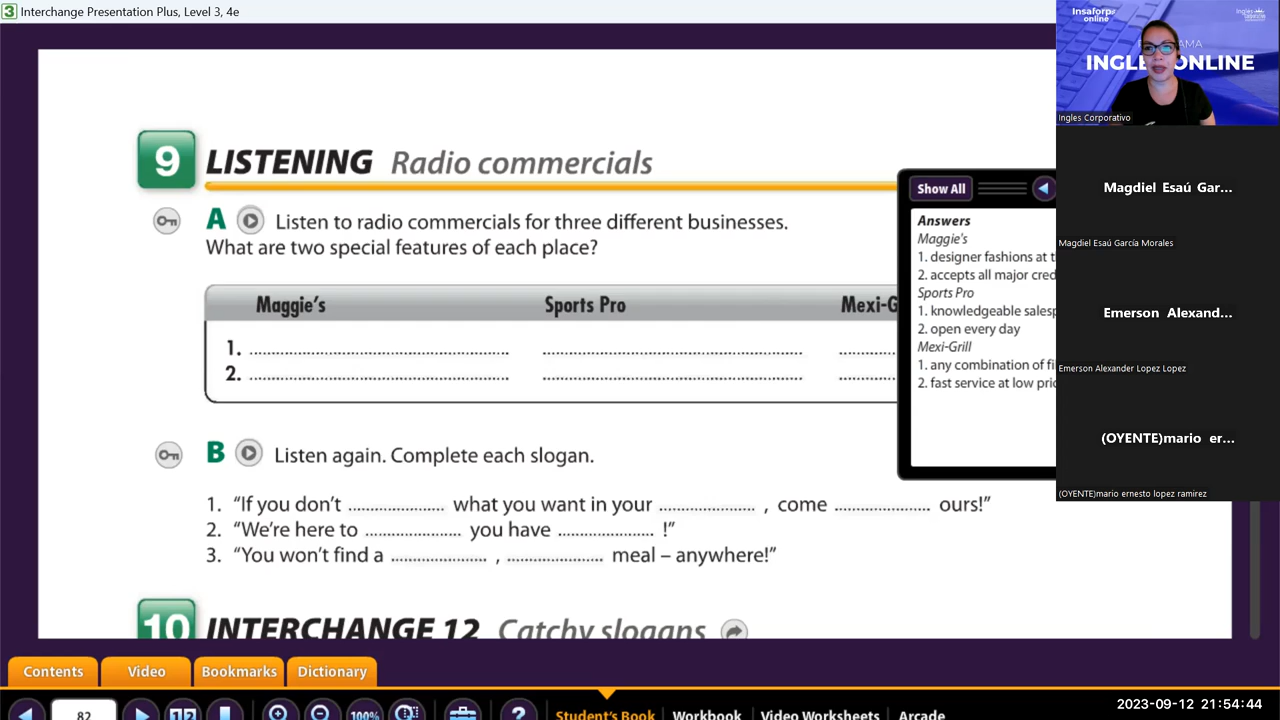 Interchange Presentation Plus, Level 3, 4e
Insaforp online
INGLÉS ONLINE
Ingles Corporativo
9 LISTENING Radio commercials
A Listen to radio commercials for three different businesses.
What are two special features of each place?
Maggie's Sports Pro Mexi-G
1. .......... .......... ..........
2. .......... .......... ..........
Show All
Answers
Maggie's
1. designer fashions at t
2. accepts all major cred
Sports Pro
1. knowledgeable salesp
2. open every day
Mexi-Grill
1. any combination of fi
2. fast service at low pric
B Listen again. Complete each slogan.
1. “If you don't .......... what you want in your .......... , come .......... ours!”
2. “We're here to .......... you have .......... !”
3. “You won't find a .......... , .......... meal – anywhere!”
10 INTERCHANGE 12 Catchy slogans
Magdiel Esaú Gar...
Magdiel Esaú García Morales
Emerson Alexand...
Emerson Alexander Lopez Lopez
(OYENTE)mario er...
(OYENTE)mario ernesto lopez ramirez
Contents Video Bookmarks Dictionary
82 1 2 100% ? Student's Book Workbook Video Worksheets Arcade
2023-09-12 21:54:44